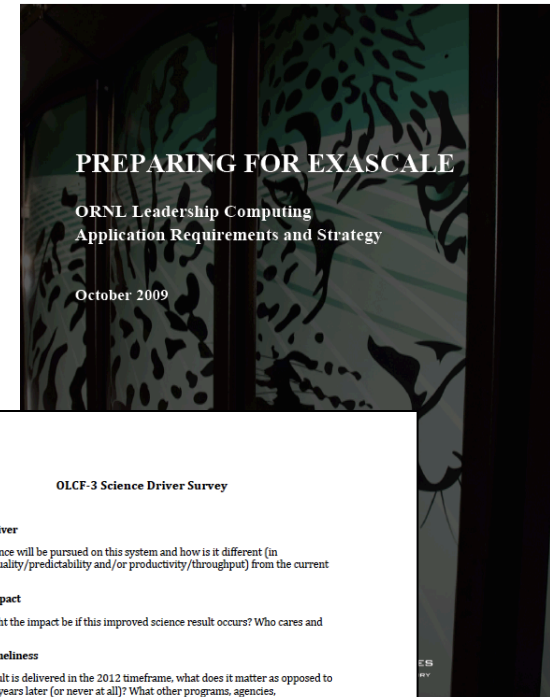 PREPARING FOR EXASCALE
ORNL Leadership Computing
Application Requirements and Strategy
October 2009
ES
RY
OLCF-3 Science Driver Survey
iver
nce will be pursued on this system and how is it different (in
uality/predictability and/or productivity/throughput) from the current
pact
ht the impact be if this improved science result occurs? Who cares and
neliness
ult is delivered in the 2012 timeframe, what does it matter as opposed to
years later (or never at all)? What other programs, agencies,